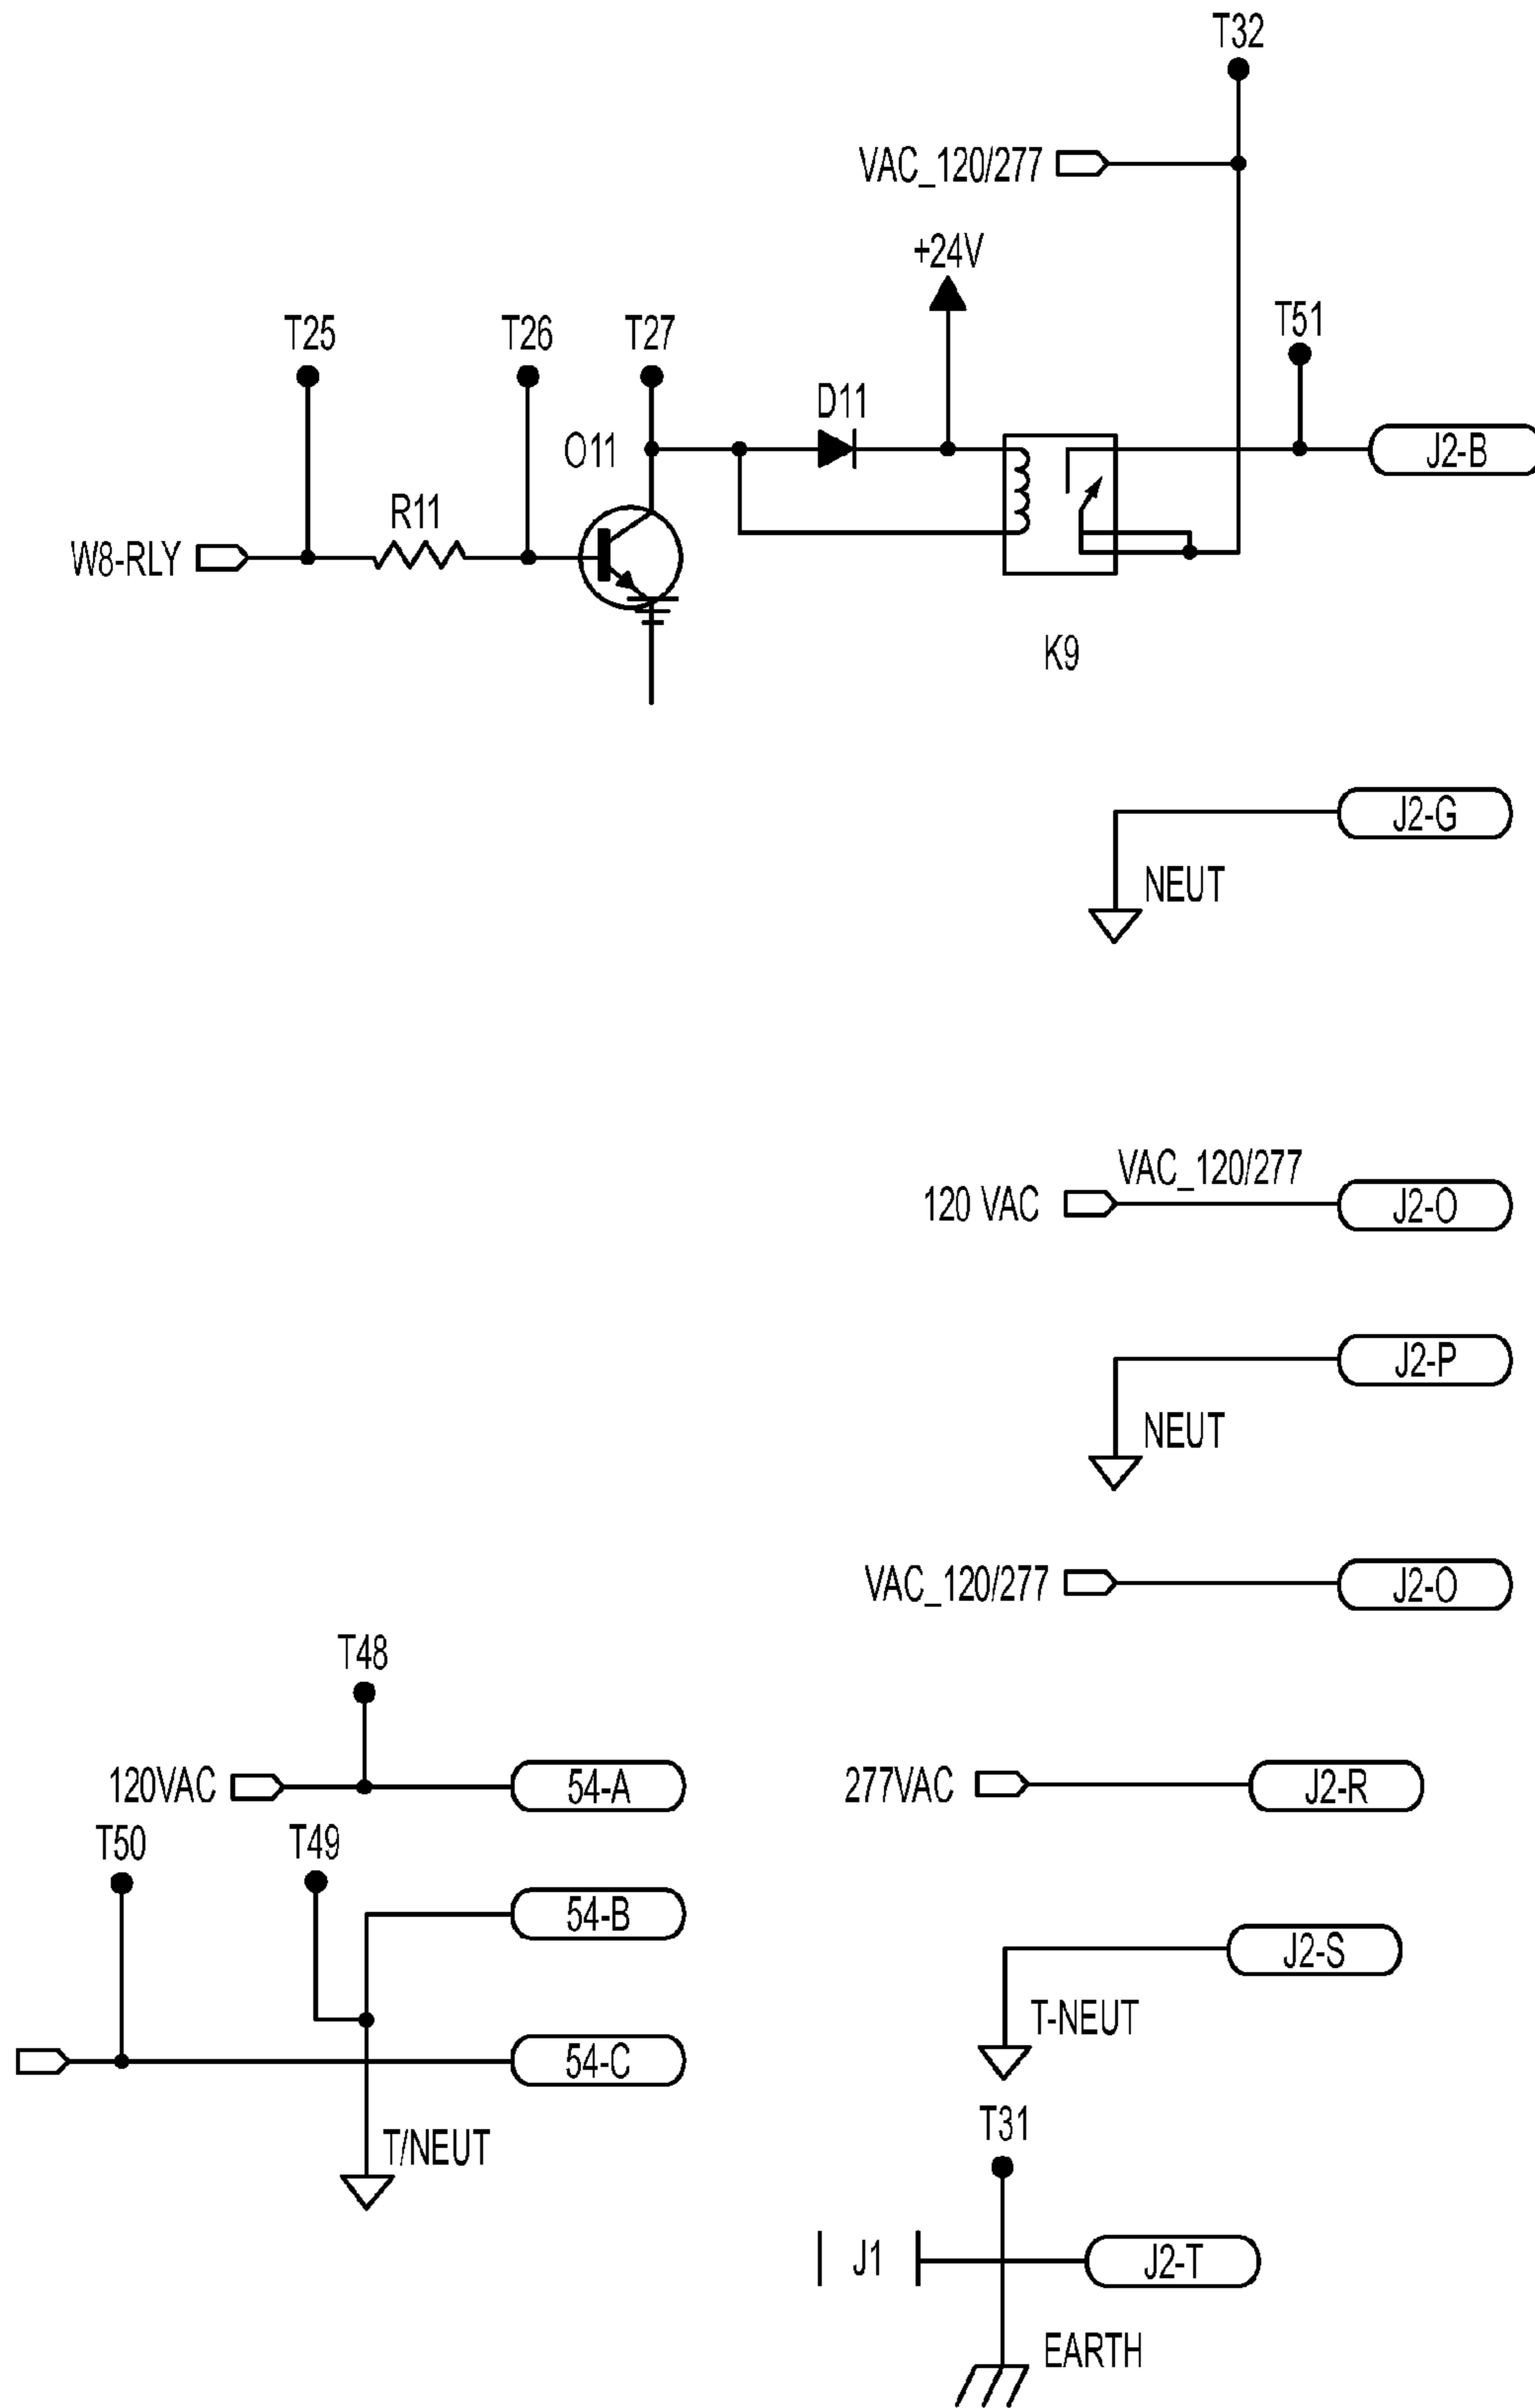 T32
VAC_120/277
+24V
T25
T26
T27
T51
D11
O11
J2-B
R11
W8-RLY
K9
J2-G
NEUT
VAC_120/277
120 VAC
J2-O
J2-P
NEUT
VAC_120/277
J2-O
T48
120VAC
54-A
277VAC
J2-R
T50
T49
54-B
J2-S
T-NEUT
54-C
T31
T/NEUT
J1
J2-T
EARTH